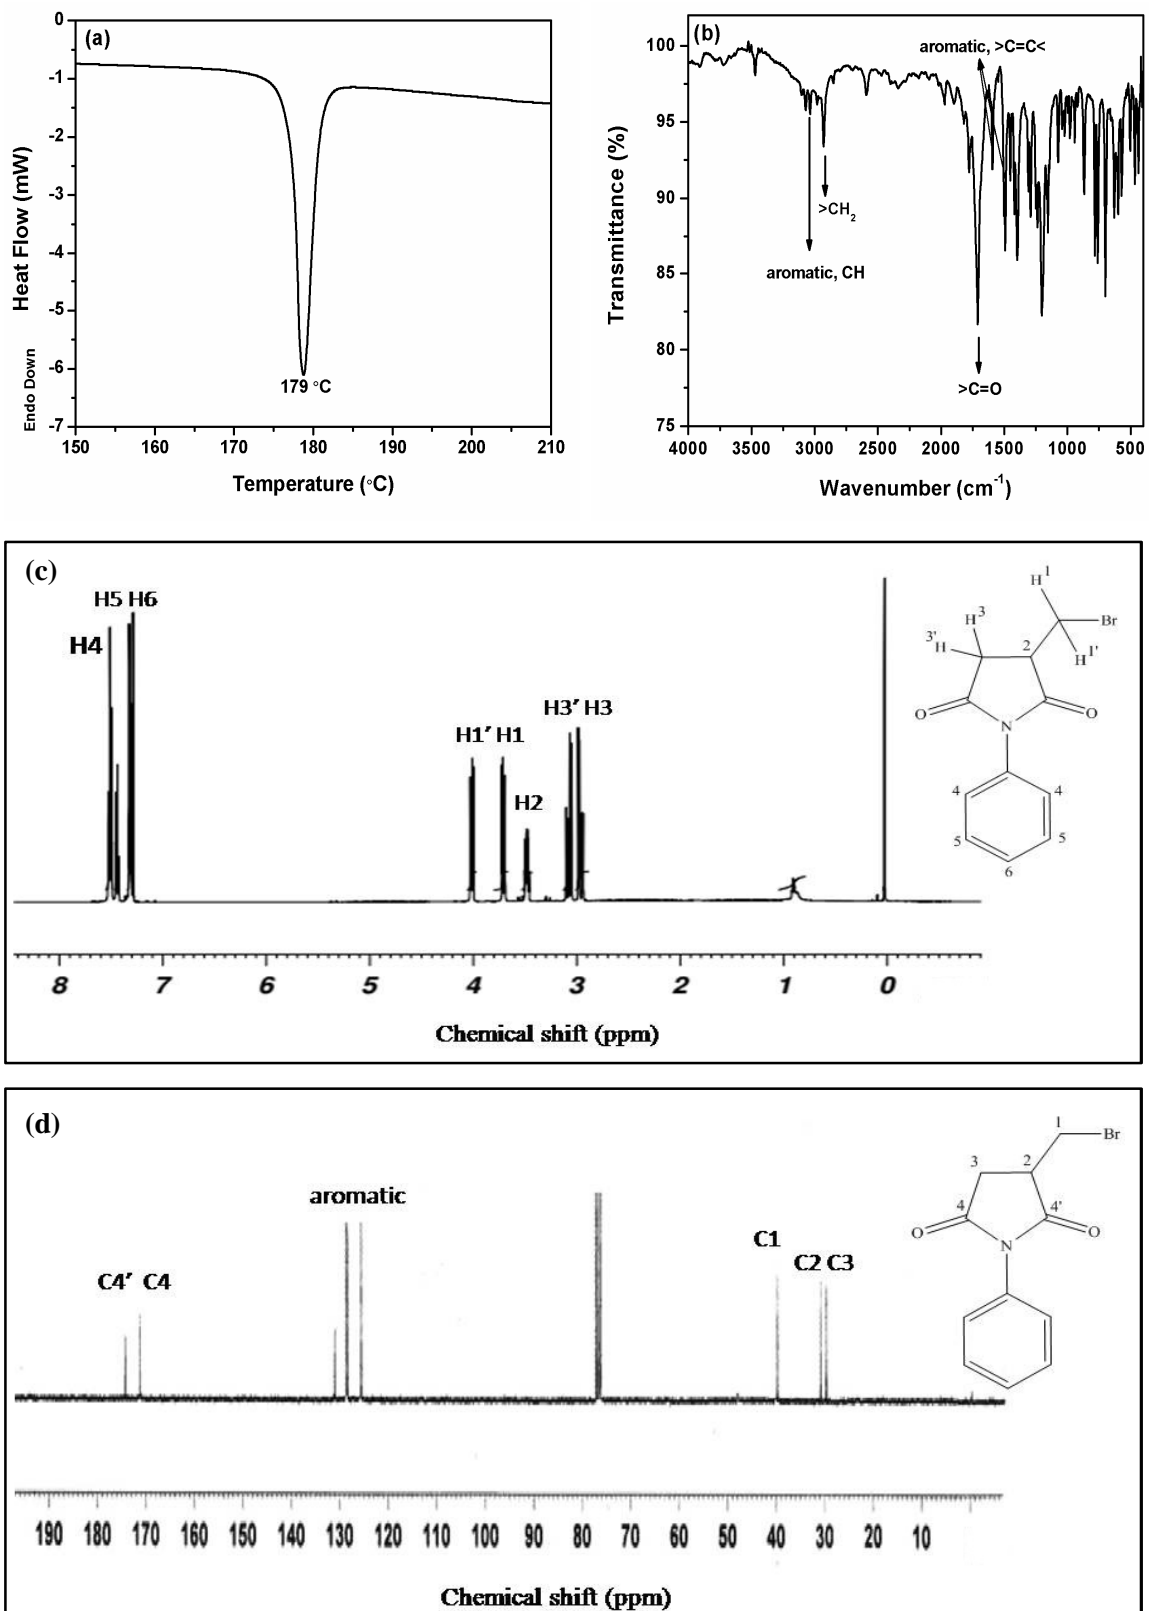 (a)
0
-1
-2
-3
-4
-5
-6
-7
Heat Flow (mW)
Endo Down
179 °C
150 160 170 180 190 200 210
Temperature (°C)
(b)
aromatic, >C=C<
100
95
90
85
80
75
Transmittance (%)
>CH2
aromatic, CH
>C=O
4000 3500 3000 2500 2000 1500 1000 500
Wavenumber (cm-1)
(c)
H5 H6
H4
H1′ H1
H2
H3′ H3
H 1
H 3
3' H
2
Br
H 1'
O
O
N
4 4
5 5
6
8 7 6 5 4 3 2 1 0
Chemical shift (ppm)
(d)
aromatic
C4′ C4
C1
C2 C3
1
Br
3
2
4
4'
O
O
N
190 180 170 160 150 140 130 120 110 100 90 80 70 60 50 40 30 20 10
Chemical shift (ppm)